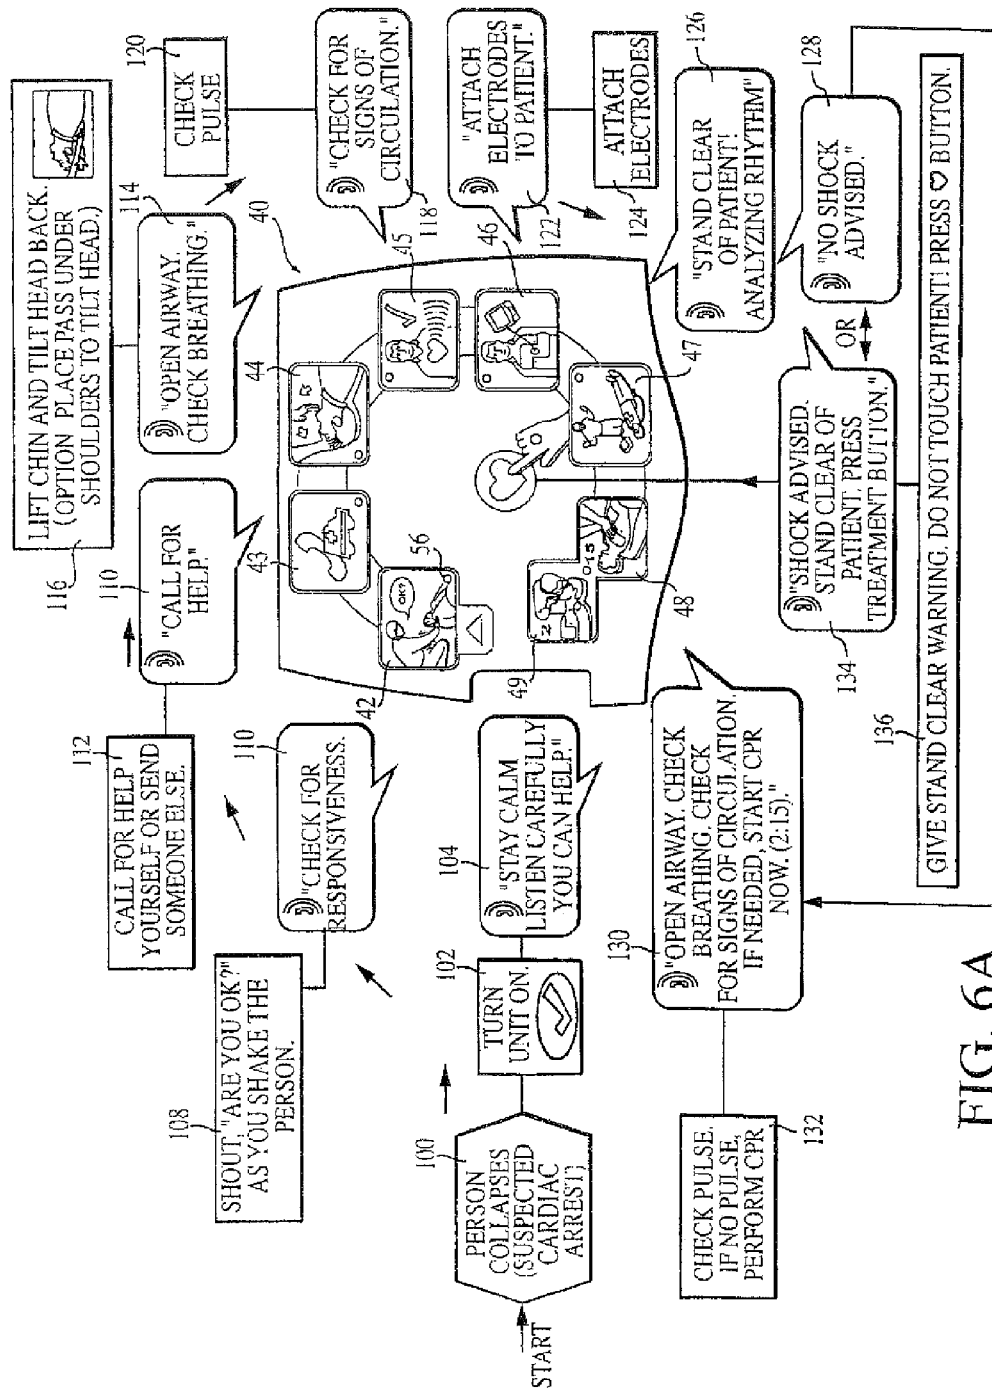 START
100
PERSON
COLLAPSES
(SUSPECTED
CARDIAC
ARREST)
102
TURN
UNIT ON.
104
"STAY CALM
LISTEN CAREFULLY
YOU CAN HELP."
108
SHOUT, "ARE YOU OK?"
AS YOU SHAKE THE
PERSON.
110
"CHECK FOR
RESPONSIVENESS.
112
CALL FOR HELP
YOURSELF OR SEND
SOMEONE ELSE.
110
"CALL FOR
HELP."
116
LIFT CHIN AND TILT HEAD BACK.
(OPTION PLACE PASS UNDER
SHOULDERS TO TILT HEAD.)
114
"OPEN AIRWAY.
CHECK BREATHING."
120
CHECK
PULSE
118
"CHECK FOR
SIGNS OF
CIRCULATION."
122
"ATTACH
ELECTRODES
TO PATIENT."
124
ATTACH
ELECTRODES
126
"STAND CLEAR
OF PATIENT!
ANALYZING RHYTHM"
128
"NO SHOCK
ADVISED."
OR
134
"SHOCK ADVISED.
STAND CLEAR OF
PATIENT. PRESS
TREATMENT BUTTON."
136
GIVE STAND CLEAR WARNING. DO NOT TOUCH PATIENT! PRESS ♡ BUTTON.
130
"OPEN AIRWAY. CHECK
BREATHING. CHECK
FOR SIGNS OF CIRCULATION.
IF NEEDED, START CPR
NOW. (2:15)."
132
CHECK PULSE.
IF NO PULSE,
PERFORM CPR
40
42
OK?
56
43
44
45
46
47
48
15
49
2
FIG. 6A